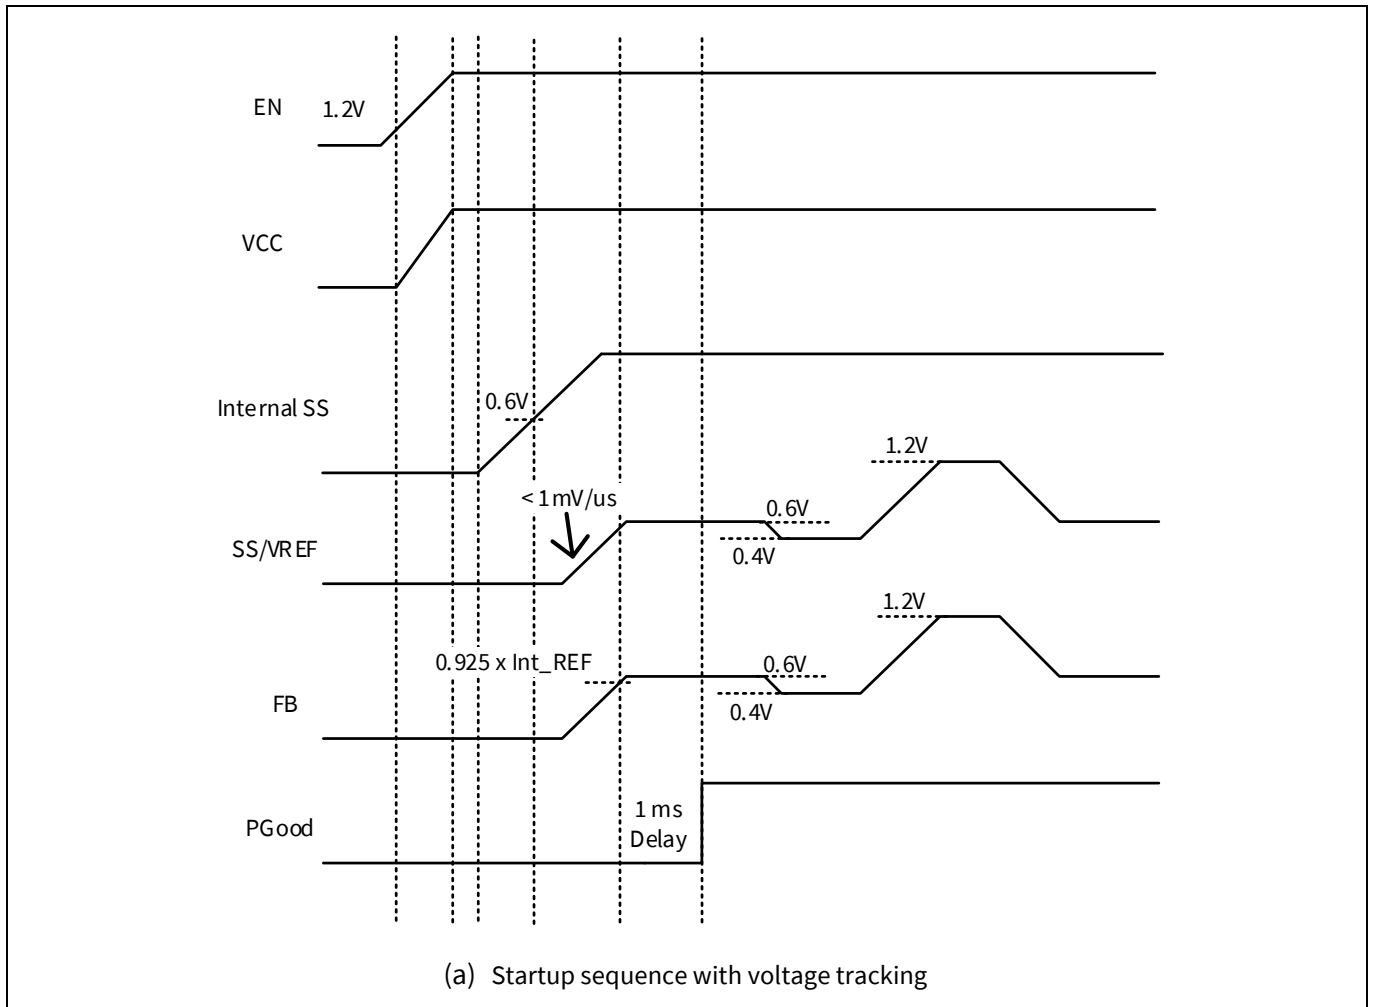 EN 1.2V
VCC
Internal SS 0.6V
< 1mV/us
SS/VREF 0.6V 0.4V 1.2V
0.925 x Int_REF
FB 0.6V 0.4V 1.2V
PGood 1 ms
Delay
(a) Startup sequence with voltage tracking